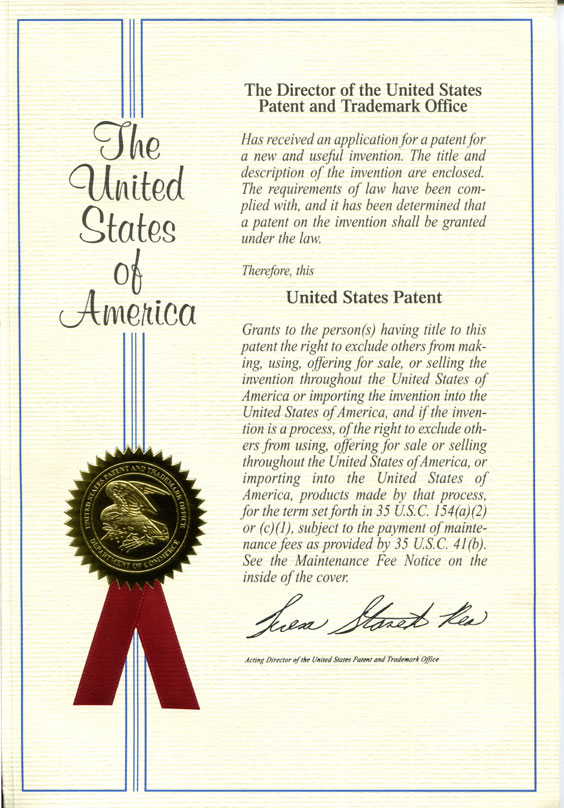 The
United
States
of
America
The Director of the United States
Patent and Trademark Office
Has received an application for a patent for
a new and useful invention. The title and
description of the invention are enclosed.
The requirements of law have been com-
plied with, and it has been determined that
a patent on the invention shall be granted
under the law.
Therefore, this
United States Patent
Grants to the person(s) having title to this
patent the right to exclude others from mak-
ing, using, offering for sale, or selling the
invention throughout the United States of
America or importing the invention into the
United States of America, and if the inven-
tion is a process, of the right to exclude oth-
ers from using, offering for sale or selling
throughout the United States of America, or
importing into the United States of
America, products made by that process,
for the term set forth in 35 U.S.C. 154(a)(2)
or (c)(1), subject to the payment of mainte-
nance fees as provided by 35 U.S.C. 41(b).
See the Maintenance Fee Notice on the
inside of the cover.
Teresa Stanek Rea
Acting Director of the United States Patent and Trademark Office
UNITED STATES PATENT AND TRADEMARK OFFICE
DEPARTMENT OF COMMERCE